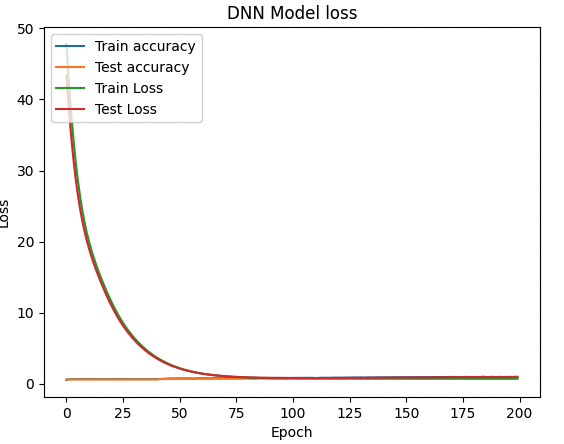 DNN Model loss
50
40
30
20
10
0
Train accuracy
Test accuracy
Train Loss
Test Loss
Loss
0 25 50 75 100 125 150 175 200
Epoch